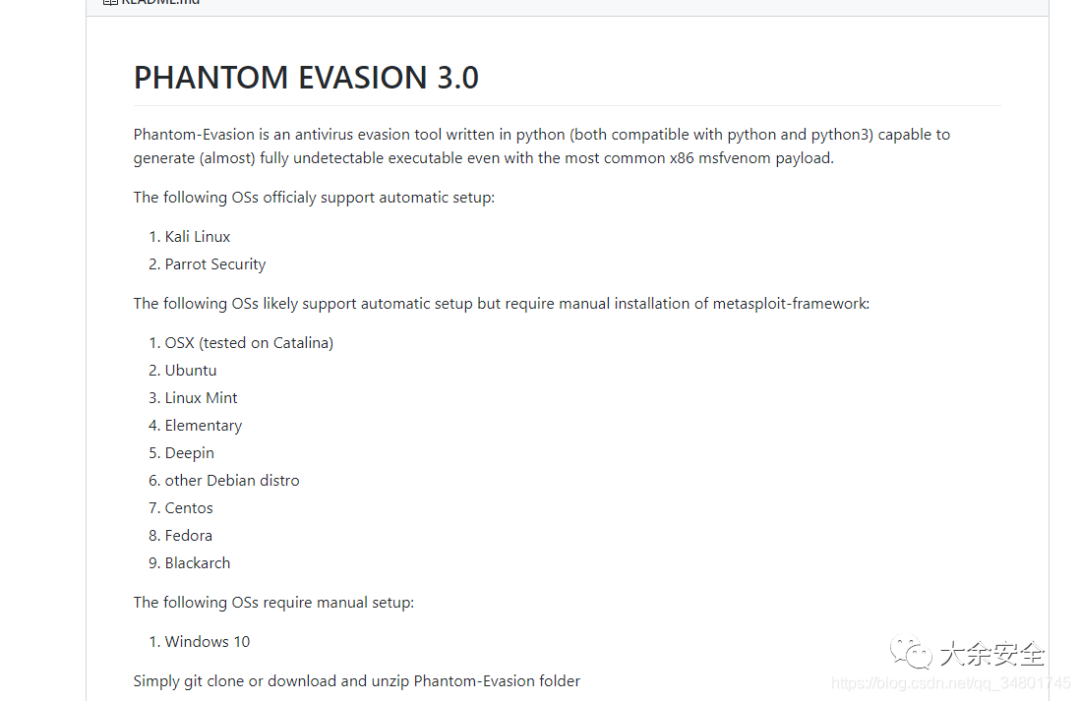 README.md
PHANTOM EVASION 3.0
Phantom-Evasion is an antivirus evasion tool written in python (both compatible with python and python3) capable to
generate (almost) fully undetectable executable even with the most common x86 msfvenom payload.
The following OSs officialy support automatic setup:
1. Kali Linux
2. Parrot Security
The following OSs likely support automatic setup but require manual installation of metasploit-framework:
1. OSX (tested on Catalina)
2. Ubuntu
3. Linux Mint
4. Elementary
5. Deepin
6. other Debian distro
7. Centos
8. Fedora
9. Blackarch
The following OSs require manual setup:
1. Windows 10
大余安全
Simply git clone or download and unzip Phantom-Evasion folder
https://blog.csdn.net/qq_34801745